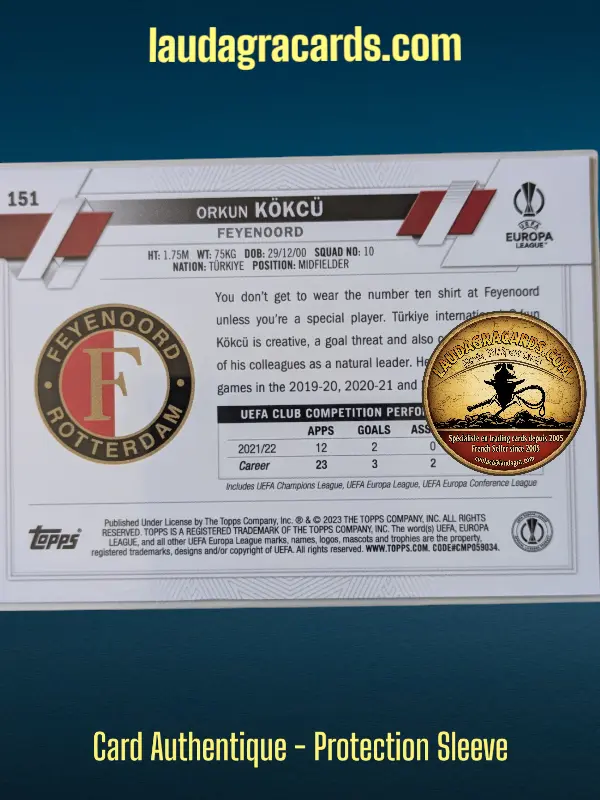 laudagracards.com
151
ORKUN KÖKCÜ
FEYENOORD
HT: 1.75M WT: 75KG DOB: 29/12/00 SQUAD NO: 10
NATION: TÜRKIYE POSITION: MIDFIELDER
UEFA
EUROPA
LEAGUE™
You don't get to wear the number ten shirt at Feyenoord
unless you're a special player. Türkiye
Kökcü is creative, a goal threat and also
of his colleagues as a natural leader.
games in the 2019-20, 2020-21 and
FEYENOORD
F
ROTTERDAM
UEFA CLUB COMPETITION
APPS GOALS
2021/22 12 2 0
Career 23 3 2
Includes UEFA Champions League, UEFA Europa League, UEFA Europa Conference League
LAUDAGRACARDS.COM
Spécialiste en trading cards depuis 2005
French Seller since 2005
Topps®
Published Under License by The Topps Company, Inc. ® & © 2023 THE TOPPS COMPANY, INC. ALL RIGHTS
RESERVED. TOPPS IS A REGISTERED TRADEMARK OF THE TOPPS COMPANY, INC. The word(s) UEFA, EUROPA
LEAGUE, and all other UEFA Europa League marks, names, logos, mascots and trophies are the property,
registered trademarks, designs and/or copyright of UEFA. All rights reserved. WWW.TOPPS.COM. CODE#CMP059034.
Card Authentique - Protection Sleeve